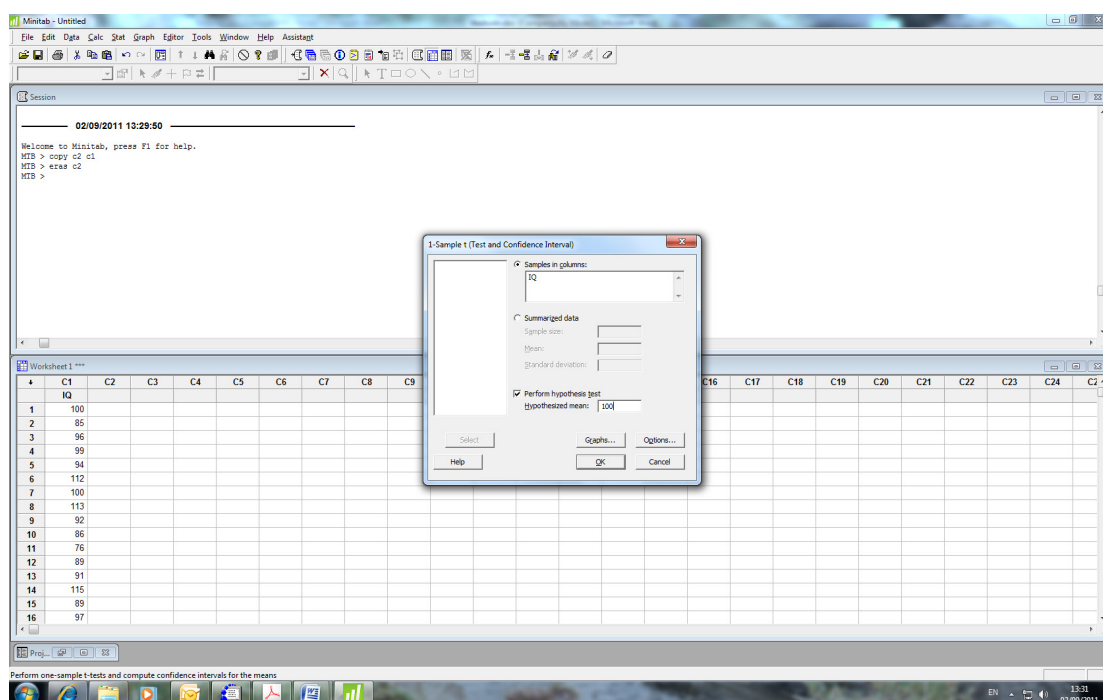 Minitab - Untitled
File Edit Data Calc Stat Graph Editor Tools Window Help Assistant
Session
02/09/2011 13:29:50
Welcome to Minitab, press F1 for help.
MTB > copy c2 c1
MTB > eras c2
MTB >
1-Sample t (Test and Confidence Interval)
Samples in columns:
IQ
Summarized data
Sample size:
Mean:
Standard deviation:
Perform hypothesis test
Hypothesized mean: 100
Select Graphs... Options...
Help OK Cancel
Worksheet 1 ***
C1 C2 C3 C4 C5 C6 C7 C8 C9 C16 C17 C18 C19 C20 C21 C22 C23 C24
IQ
1 100
2 85
3 96
4 99
5 94
6 112
7 100
8 113
9 92
10 86
11 76
12 89
13 91
14 115
15 89
16 97
Proj...
Perform one-sample t-tests and compute confidence intervals for the means
EN 13:31
02/09/2011